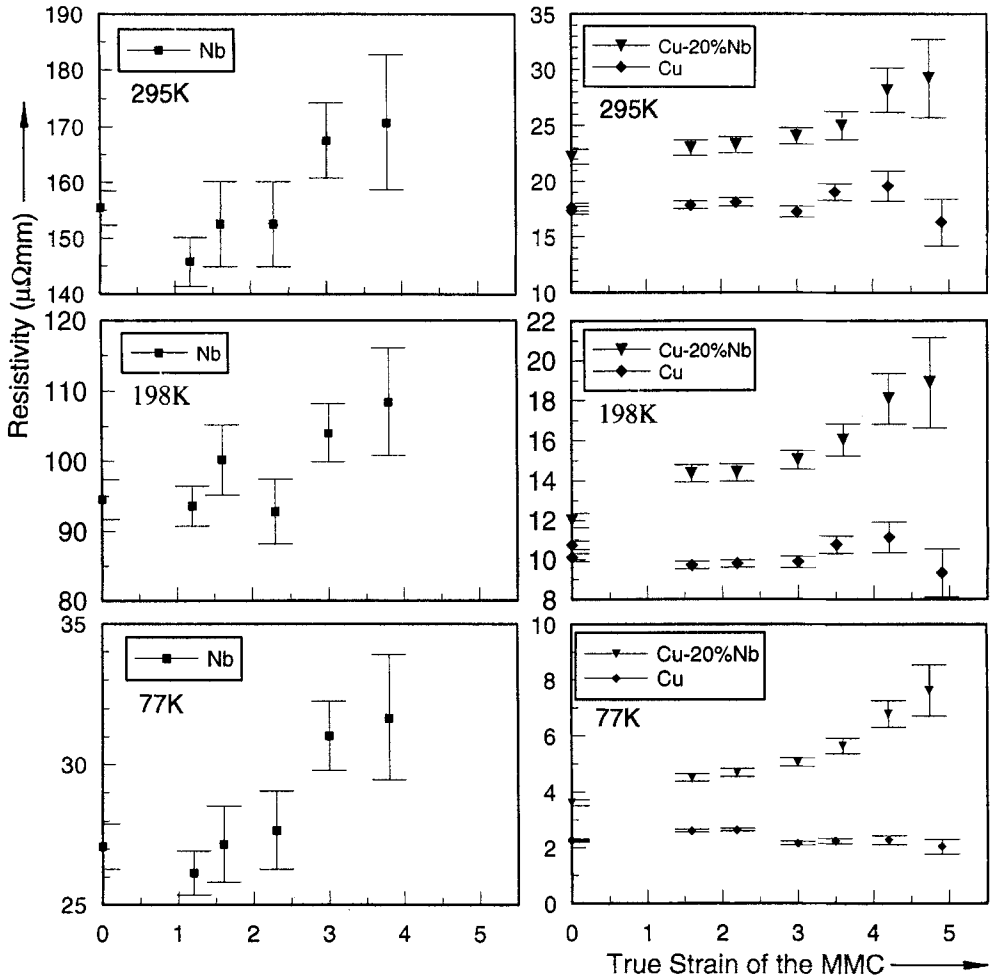 Resistivity (μΩmm)
190
180
170
160
150
140
Nb
295K
120
110
100
90
80
Nb
198K
35
30
25
Nb
77K
0 1 2 3 4 5
35
30
25
20
15
10
Cu-20%Nb
Cu
295K
22
20
18
16
14
12
10
8
Cu-20%Nb
Cu
198K
10
8
6
4
2
0
Cu-20%Nb
Cu
77K
0 1 2 3 4 5
True Strain of the MMC